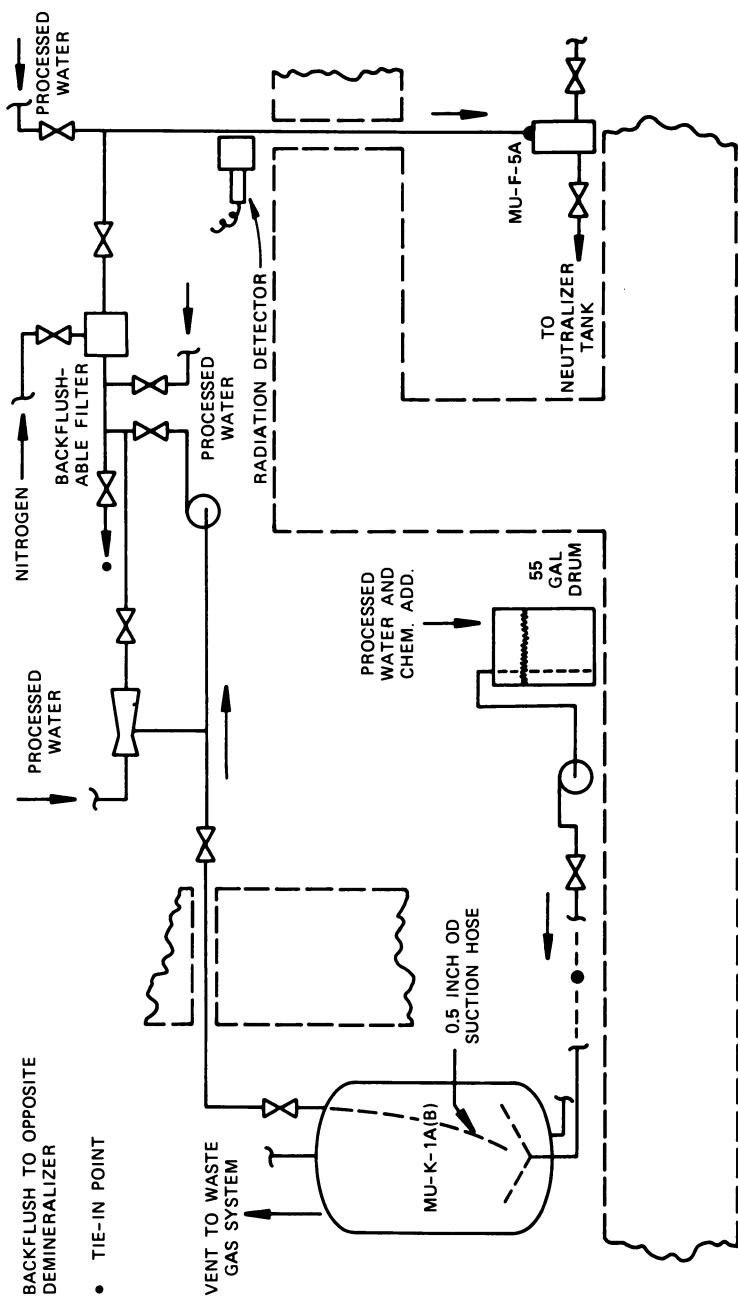 BACKFLUSH TO OPPOSITE
DEMINERALIZER
• TIE-IN POINT
VENT TO WASTE
GAS SYSTEM
MU-K-1A(B)
0.5 INCH OD
SUCTION HOSE
PROCESSED
WATER
NITROGEN
BACKFLUSH-
ABLE FILTER
PROCESSED
WATER
RADIATION DETECTOR
PROCESSED
WATER
PROCESSED
WATER AND
CHEM. ADD.
55
GAL
DRUM
MU-F-5A
TO
NEUTRALIZER
TANK